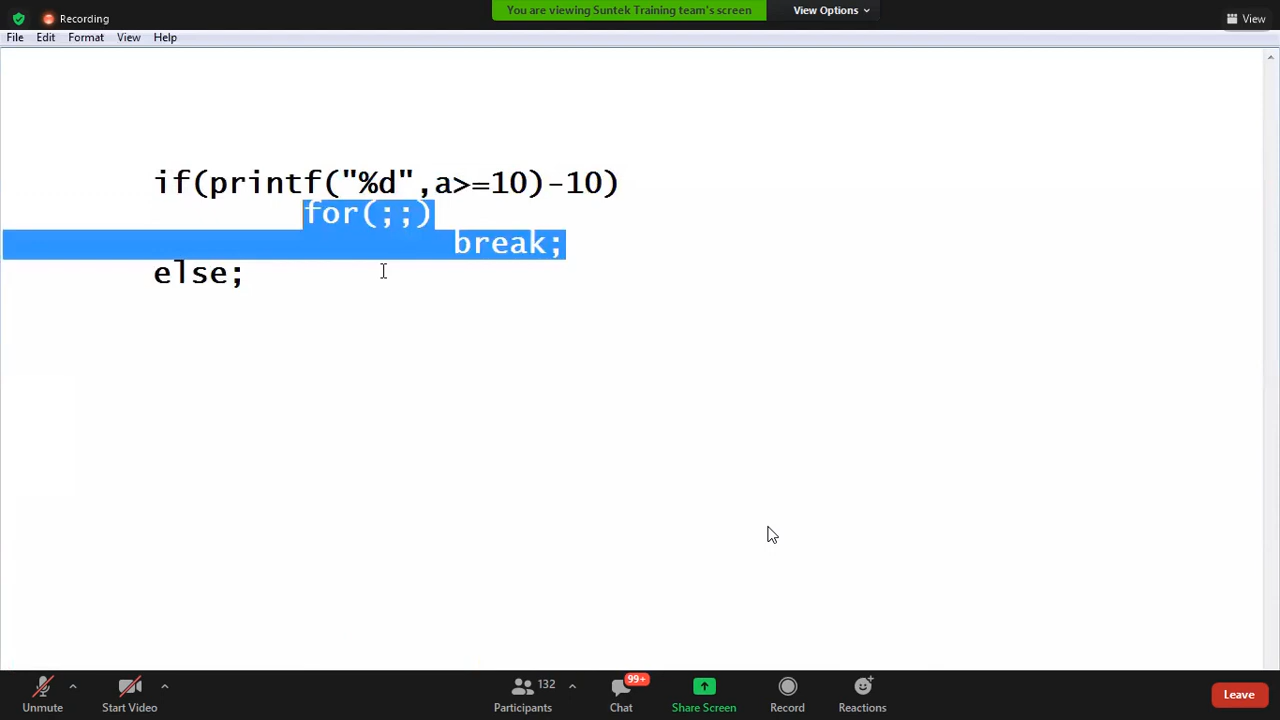 You are viewing Suntek Training team's screen
View Options
Recording
View
File Edit Format View Help
if(printf("%d",a>=10)-10)
for(;;)
break;
else;
132
99+
Unmute
Start Video
Participants
Chat
Share Screen
Record
Reactions
Leave